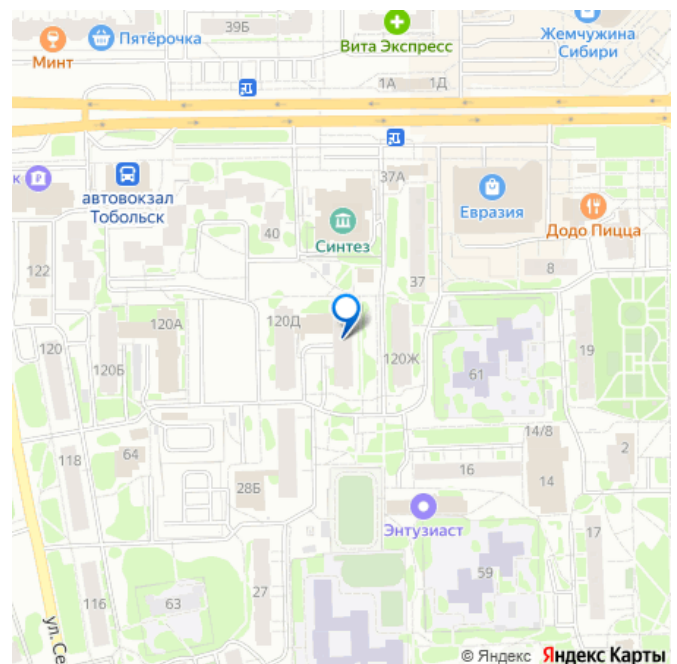 39Б
Пятёрочка
Минт
Вита Экспресс
Жемчужина
Сибири
1А
1Д
37А
к
автовокзал
Тобольск
Синтез
40
Евразия
Додо Пицца
122
37
8
120А
120Д
120
120Б
120Ж
61
19
14/8
2
118
64
28Б
16
14
Энтузиаст
17
116
63
27
59
ул. Се
© Яндекс Яндекс Карты